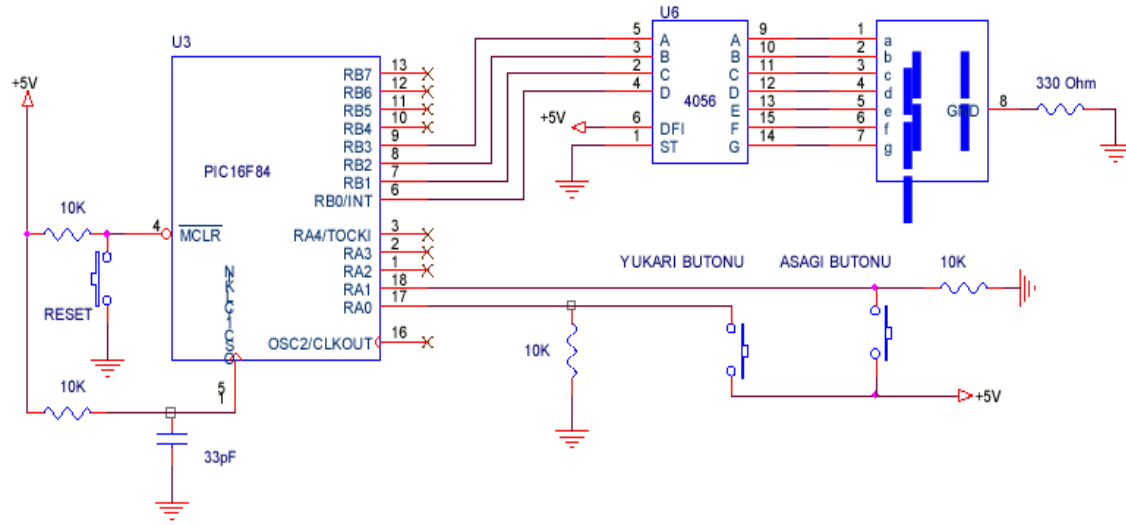 U6
U3
+5V
PIC16F84
RB7 13
RB6 12
RB5 11
RB4 10
RB3 9
RB2 8
RB1 7
RB0/INT 6
RA4/TOCKI 3
RA3 2
RA2 1
RA1 18
RA0 17
OSC2/CLKOUT 16
5 A
3 B
2 C
4 D
+5V
6 DFI
1 ST
4056
A 9
B 10
C 11
D 12
E 13
F 15
G 14
1 a
2 b
3 c
4 d
5 e
6 f
7 g
GND
8
330 Ohm
10K
4 MCLR
RESET
10K
OSC1/CLKIN
15
33pF
YUKARI BUTONU
ASAGI BUTONU
10K
10K
+5V